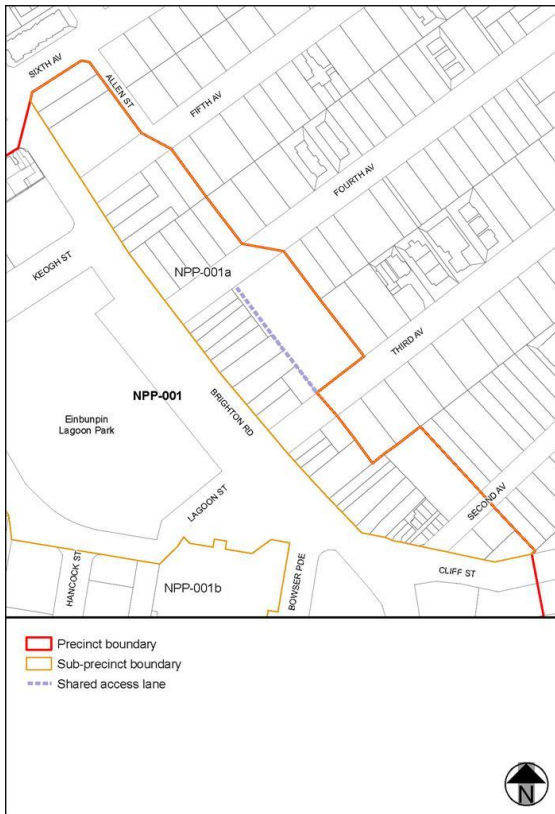 SIXTH AV
ALLEN ST
FIFTH AV
FOURTH AV
KEOGH ST
NPP-001a
THIRD AV
NPP-001
BRIGHTON RD
Einbunpin
Lagoon Park
LAGOON ST
SECOND AV
HANCOCK ST
NPP-001b
BOWSER PDE
CLIFF ST
Precinct boundary
Sub-precinct boundary
Shared access lane
N